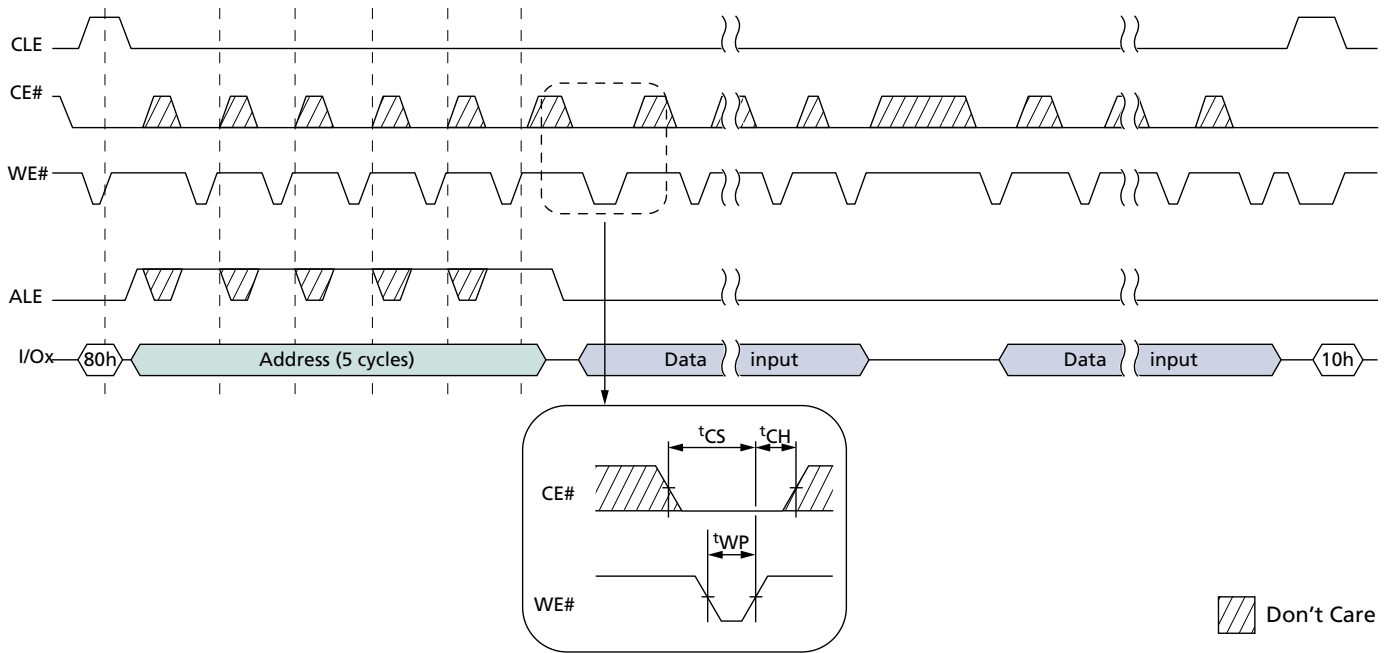 CLE
CE#
WE#
ALE
I/Ox
80h
Address (5 cycles)
Data input
Data input
10h
tCS
tCH
CE#
tWP
WE#
Don't Care